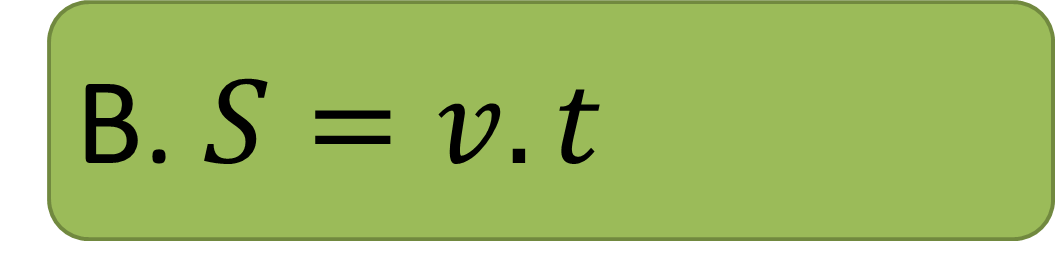 B. S = v. t